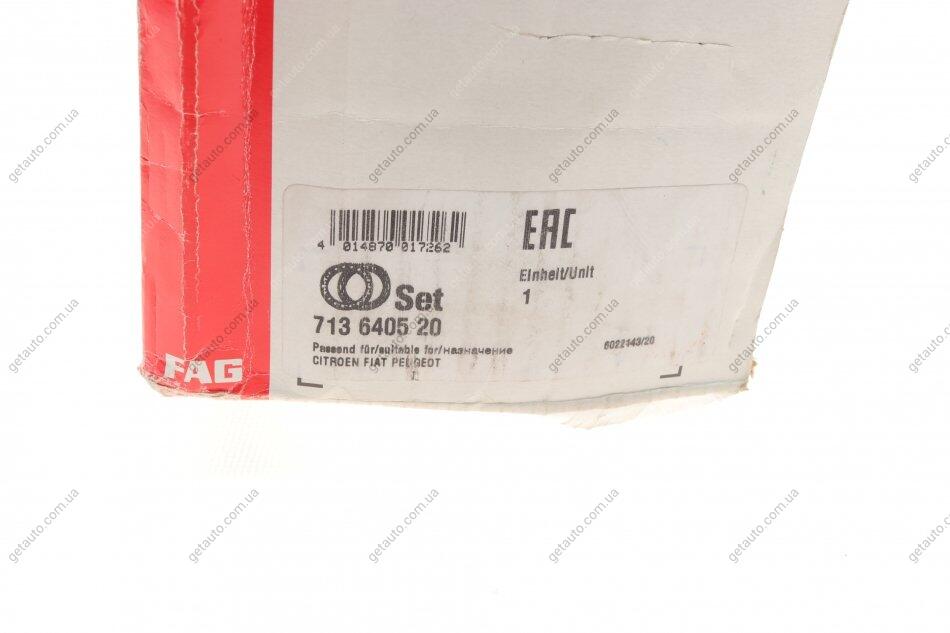 4 014870 017262
EAC
Set
Einheit/Unit
1
713 6405 20
Passend für/suitable for/назначение
CITROEN FIAT PEUGEOT
6022143/20
FAG
getauto.com.ua